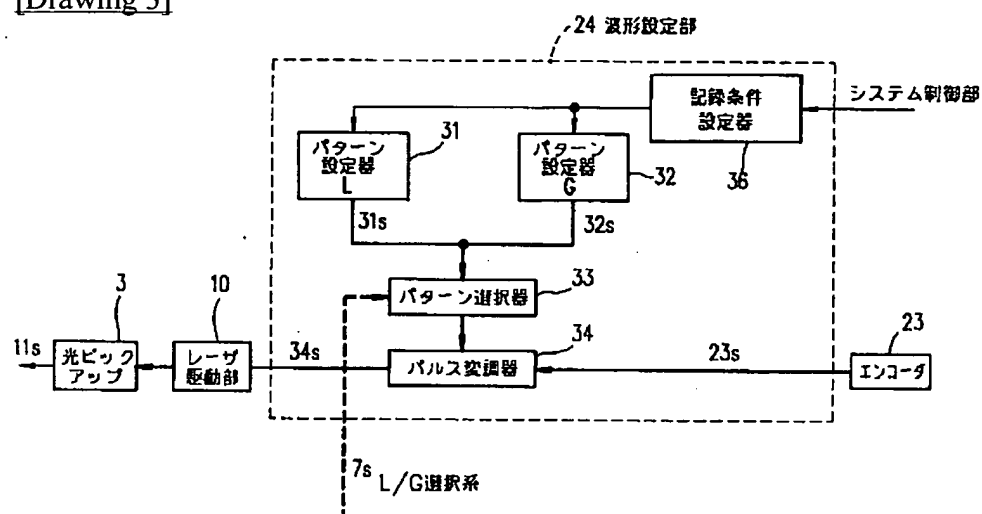 [Drawing 3]
24 波形設定部
記録条件
設定器
システム制御部
36
パターン
設定器
L
31
パターン
設定器
G
32
31s
32s
パターン選択器
33
3
10
34
23
11s
光ピック
アップ
レーザ
駆動部
34s
パルス変調器
23s
エンコーダ
7s
L/G選択系